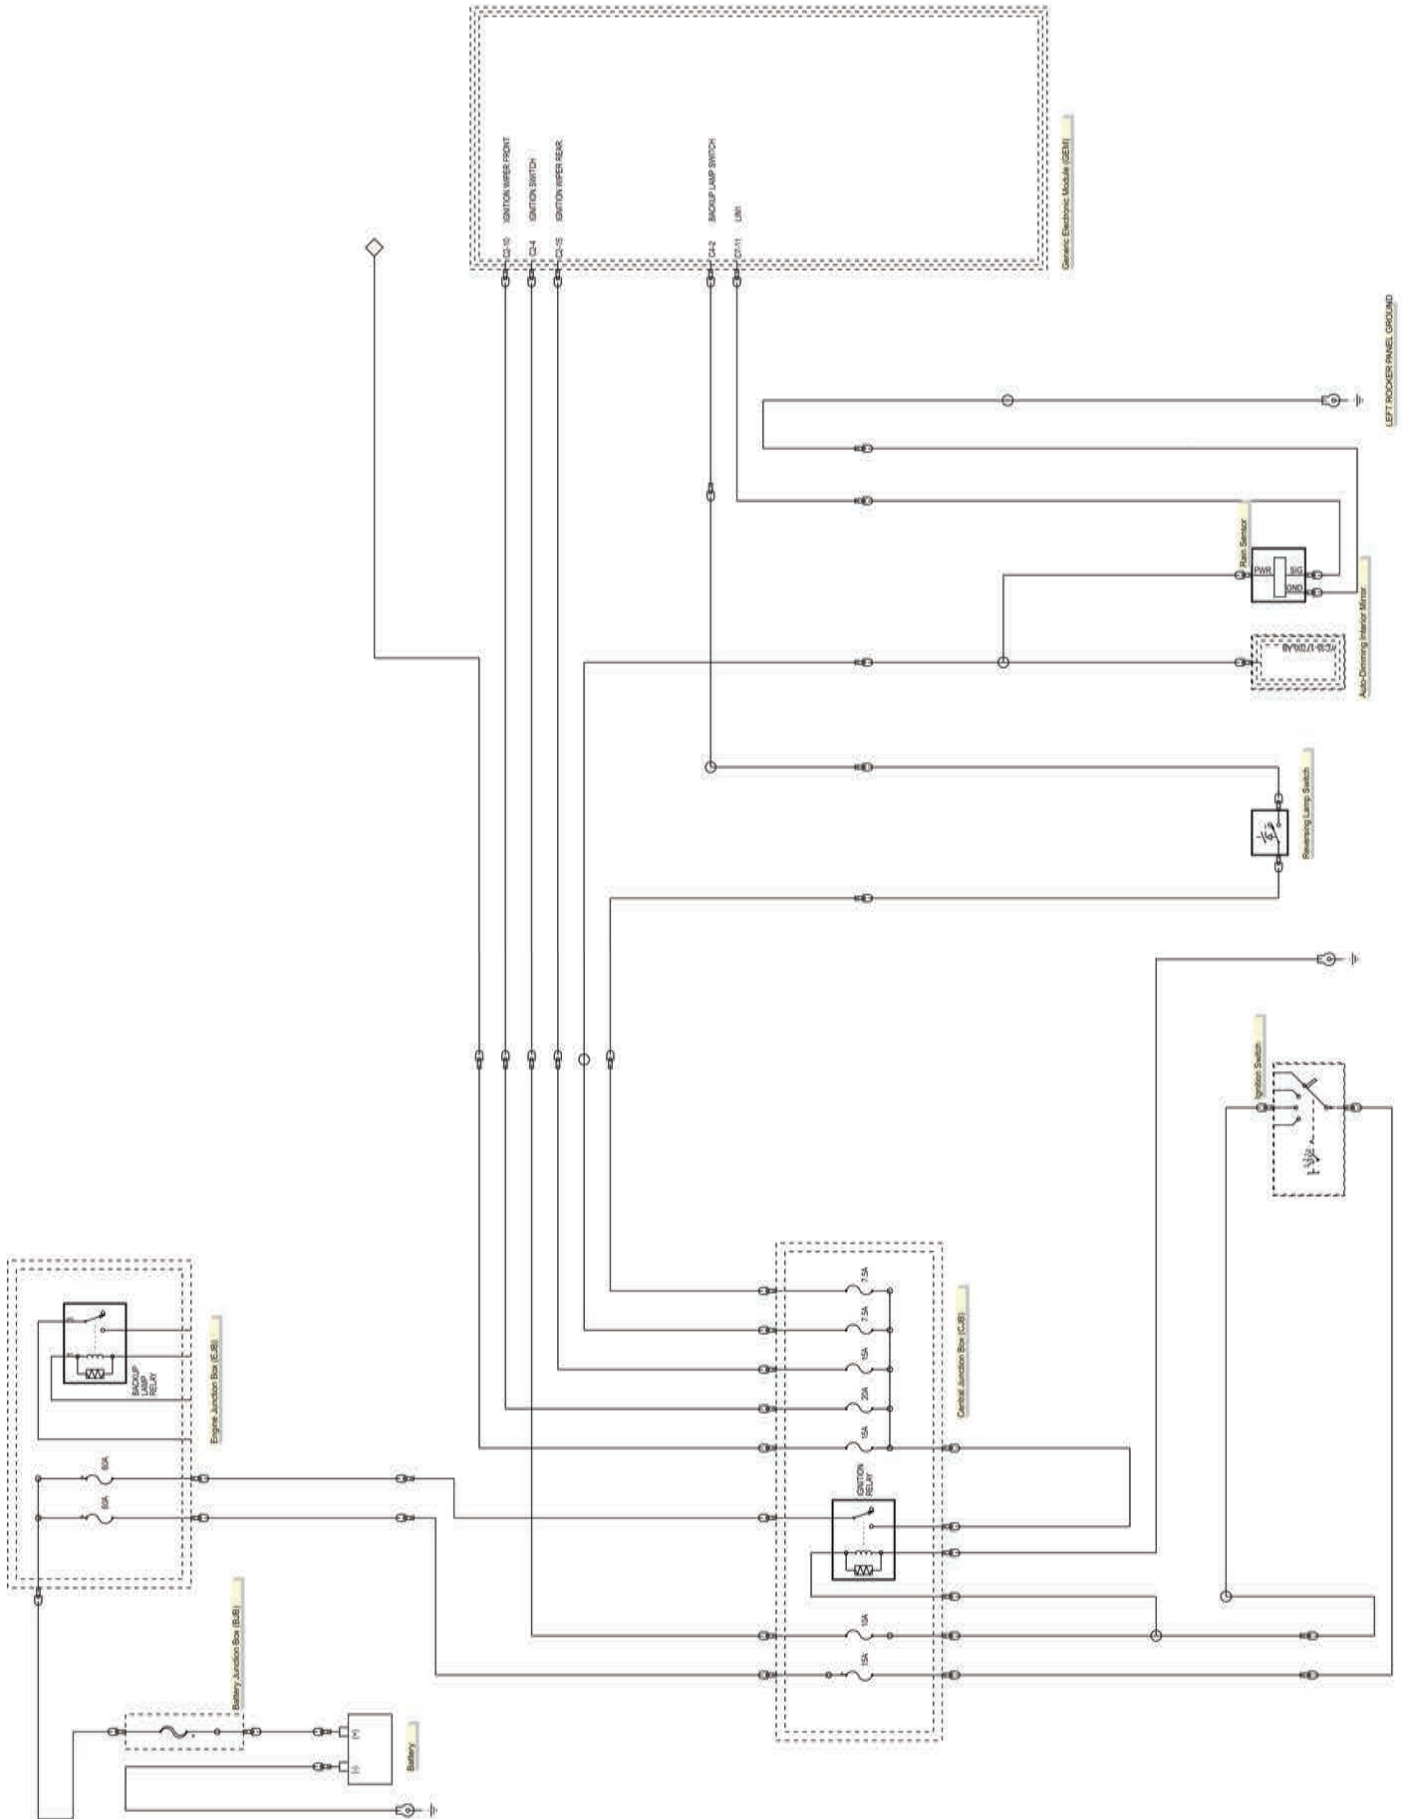 Generic Electronic Module (GEM)
C2-10 IGNITION WIPER FRONT
C2-4 IGNITION SWITCH
C2-15 IGNITION WIPER REAR
C4-2 BACKUP LAMP SWITCH
C7-11 LIN1
LEFT ROCKER PANEL GROUND
Rain Sensor
PWR
SIG
GND
Auto-Dimming Interior Mirror
Reversing Lamp Switch
Ignition Switch
Engine Junction Box (EJB)
BACKUP
LAMP
RELAY
60A
60A
Central Junction Box (CJB)
7.5A
7.5A
15A
20A
15A
IGNITION
RELAY
15A
Battery Junction Box (BJB)
Battery
(+)
(-)